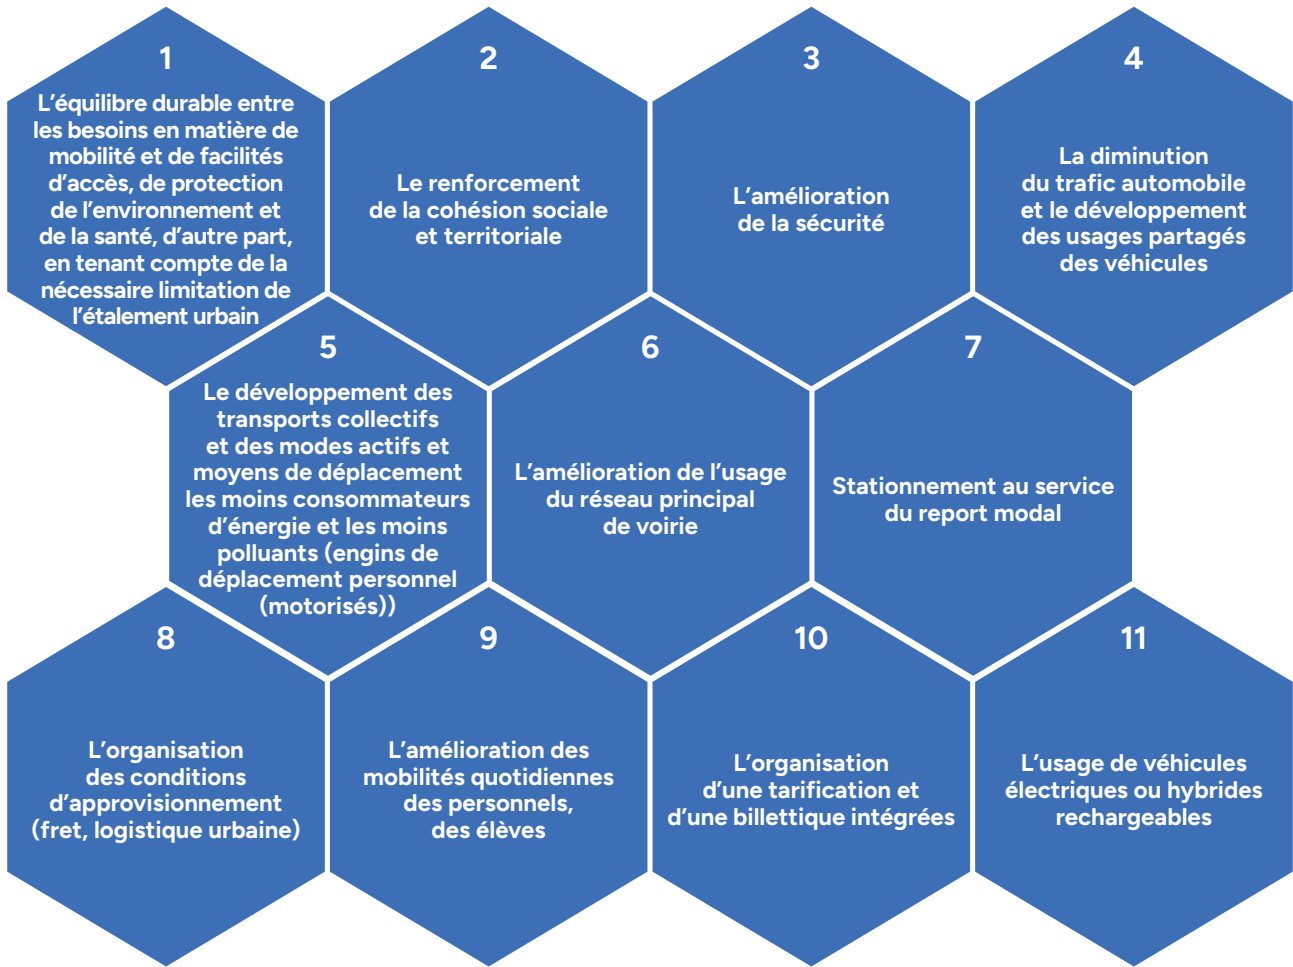 1
L’équilibre durable entre
les besoins en matière de
mobilité et de facilités
d’accès, de protection
de l’environnement et
de la santé, d’autre part,
en tenant compte de la
nécessaire limitation de
l’étalement urbain
2
Le renforcement
de la cohésion sociale
et territoriale
3
L’amélioration
de la sécurité
4
La diminution
du trafic automobile
et le développement
des usages partagés
des véhicules
5
Le développement des
transports collectifs
et des modes actifs et
moyens de déplacement
les moins consommateurs
d’énergie et les moins
polluants (engins de
déplacement personnel
(motorisés))
6
L’amélioration de l’usage
du réseau principal
de voirie
7
Stationnement au service
du report modal
8
L’organisation
des conditions
d’approvisionnement
(fret, logistique urbaine)
9
L’amélioration des
mobilités quotidiennes
des personnels,
des élèves
10
L’organisation
d’une tarification et
d’une billettique intégrées
11
L’usage de véhicules
électriques ou hybrides
rechargeables